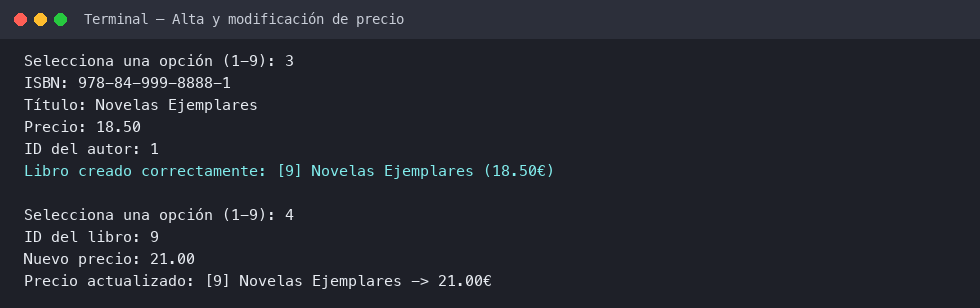 Terminal — Alta y modificación de precio
Selecciona una opción (1–9): 3
ISBN: 978–84–999–8888–1
Título: Novelas Ejemplares
Precio: 18.50
ID del autor: 1
Libro creado correctamente: [9] Novelas Ejemplares (18.50€)
Selecciona una opción (1–9): 4
ID del libro: 9
Nuevo precio: 21.00
Precio actualizado: [9] Novelas Ejemplares –> 21.00€